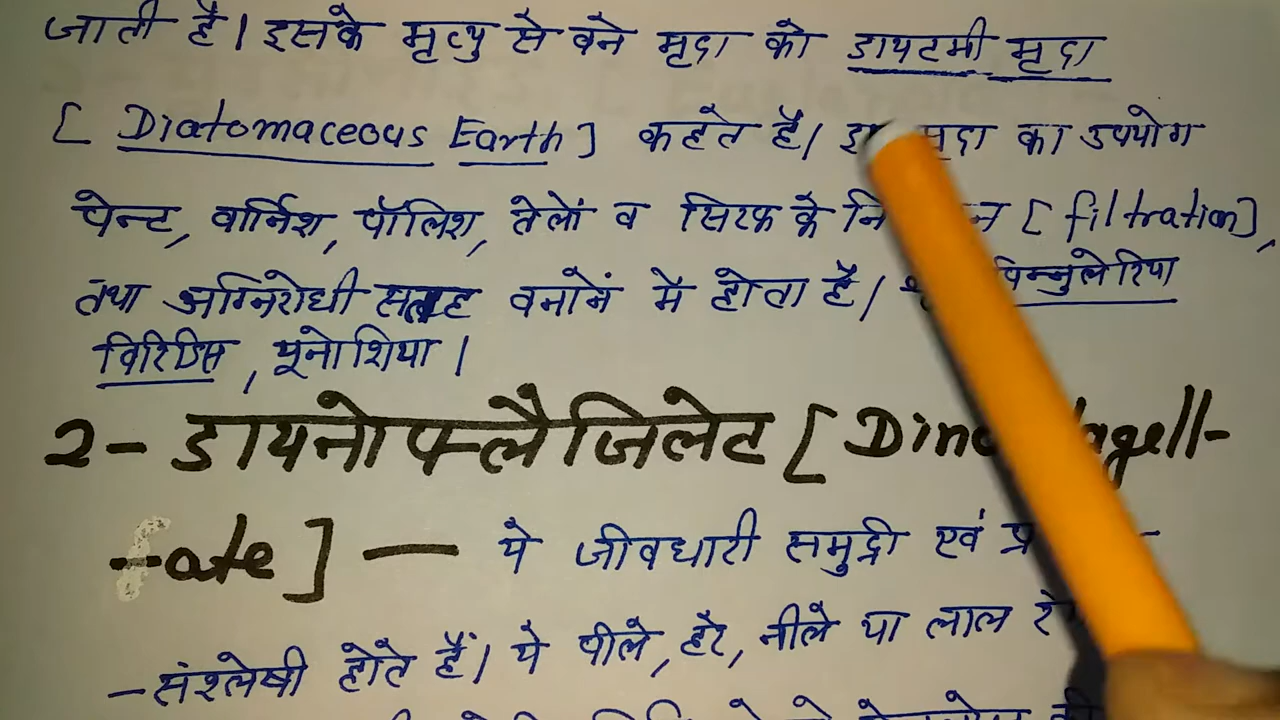 जाती है। इसके मृत्यु से बने मृदा को डायटमी मृदा
[ Diatomaceous Earth ] कहते है। मृदा का उपयोग
पेन्ट, वार्निश, पॉलिश, तेलों व सिरफ के [ filtration ],
तथा अग्निरोधी सतह बनाने में होता है। पिन्नुलेरिया
विरिडिस, यूनोशिया।
2- डायनोफ्लैजिलेट [ Dino
-ate ] — ये जीवधारी समुद्री एवं
-संश्लेषी होते हैं। ये पीले, हरे, नीले या लाल